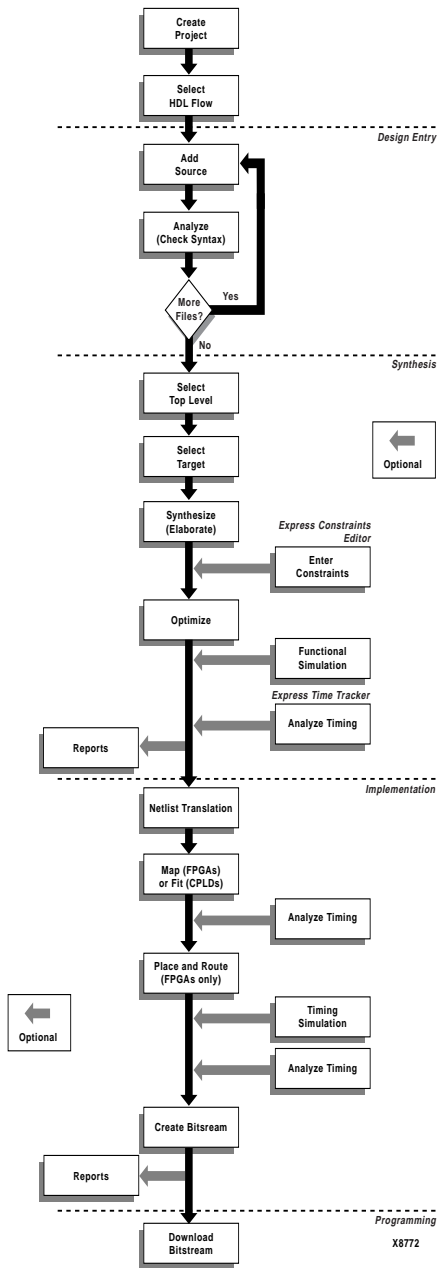 Create
Project
Select
HDL Flow
Design Entry
Add
Source
Analyze
(Check Syntax)
More
Files?
Yes
No
Synthesis
Select
Top Level
Select
Target
Optional
Synthesize
(Elaborate)
Express Constraints
Editor
Enter
Constraints
Optimize
Functional
Simulation
Express Time Tracker
Analyze Timing
Reports
Implementation
Netlist Translation
Map (FPGAs)
or Fit (CPLDs)
Analyze Timing
Place and Route
(FPGAs only)
Optional
Timing
Simulation
Analyze Timing
Create Bitsream
Reports
Programming
Download
Bitstream
X8772